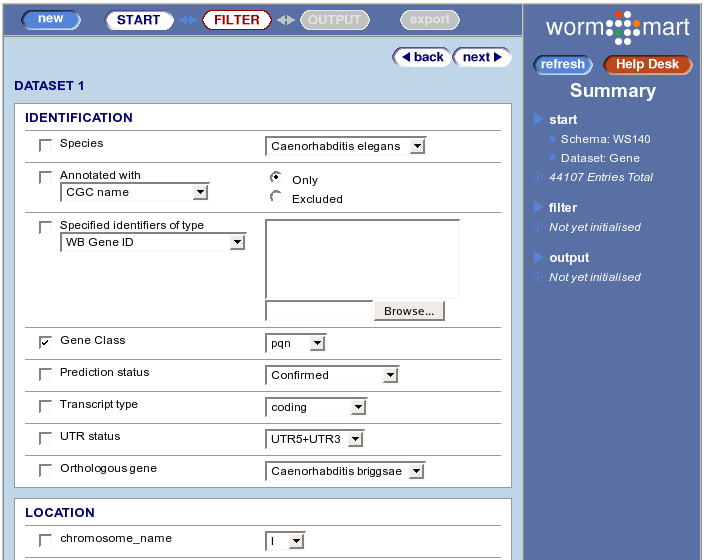 new START FILTER OUTPUT export
worm mart
back next
refresh Help Desk
DATASET 1
Summary
IDENTIFICATION
Species Caenorhabditis elegans
Annotated with
CGC name
Only
Excluded
Specified identifiers of type
WB Gene ID
Browse...
Gene Class pqn
Prediction status Confirmed
Transcript type coding
UTR status UTR5+UTR3
Orthologous gene Caenorhabditis briggsae
LOCATION
chromosome_name I
start
Schema: WS140
Dataset: Gene
44107 Entries Total
filter
Not yet initialised
output
Not yet initialised